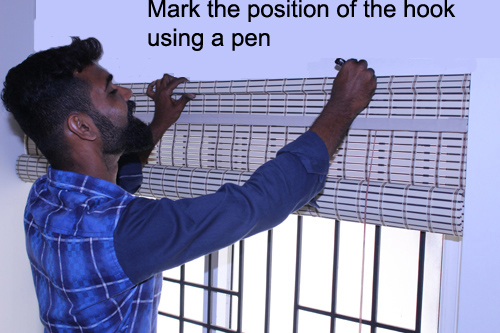 Mark the position of the hook
using a pen